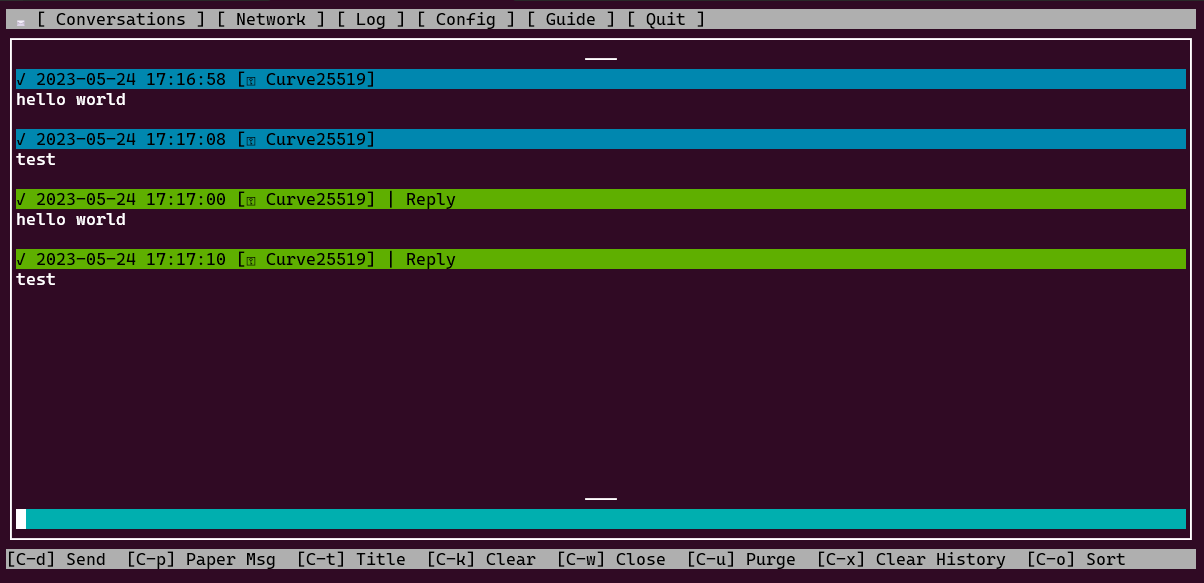 [ Conversations ] [ Network ] [ Log ] [ Config ] [ Guide ] [ Quit ]
✓ 2023-05-24 17:16:58 [⚿ Curve25519]
hello world
✓ 2023-05-24 17:17:08 [⚿ Curve25519]
test
✓ 2023-05-24 17:17:00 [⚿ Curve25519] | Reply
hello world
✓ 2023-05-24 17:17:10 [⚿ Curve25519] | Reply
test
[C-d] Send [C-p] Paper Msg [C-t] Title [C-k] Clear [C-w] Close [C-u] Purge [C-x] Clear History [C-o] Sort